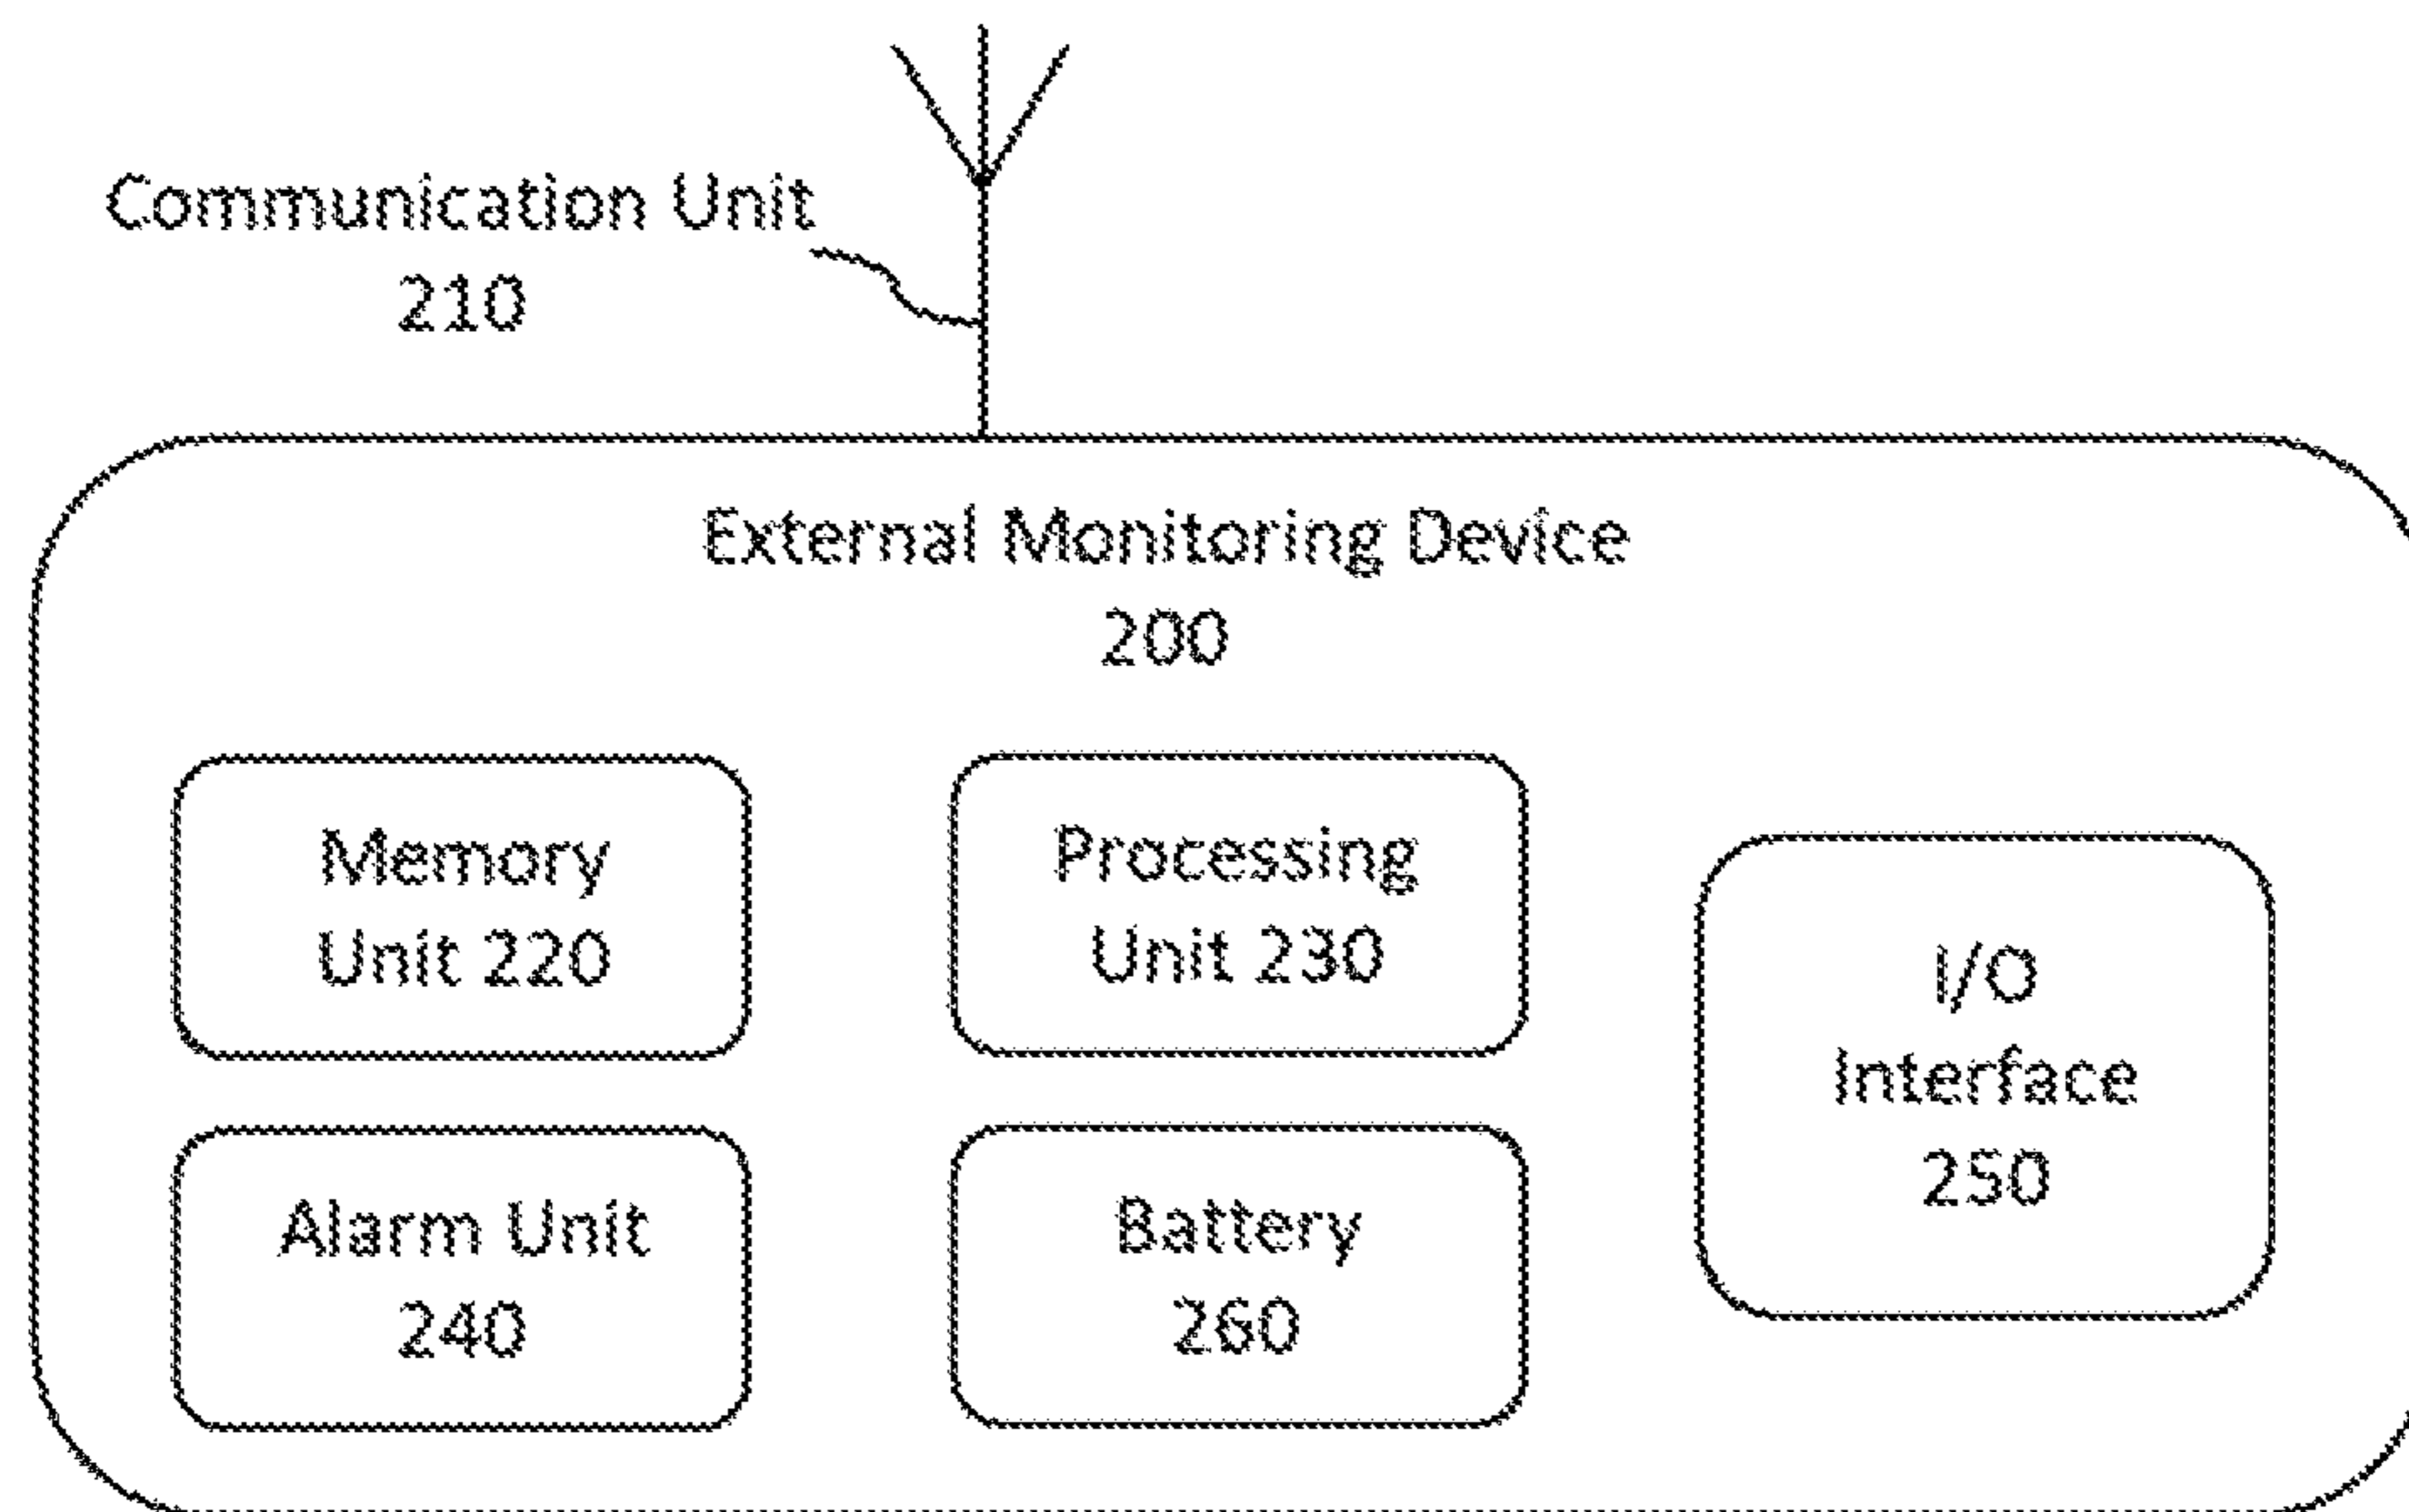 Communication Unit
210
External Monitoring Device
200
Memory
Unit 220
Processing
Unit 230
I/O
Interface
250
Alarm Unit
240
Battery
260